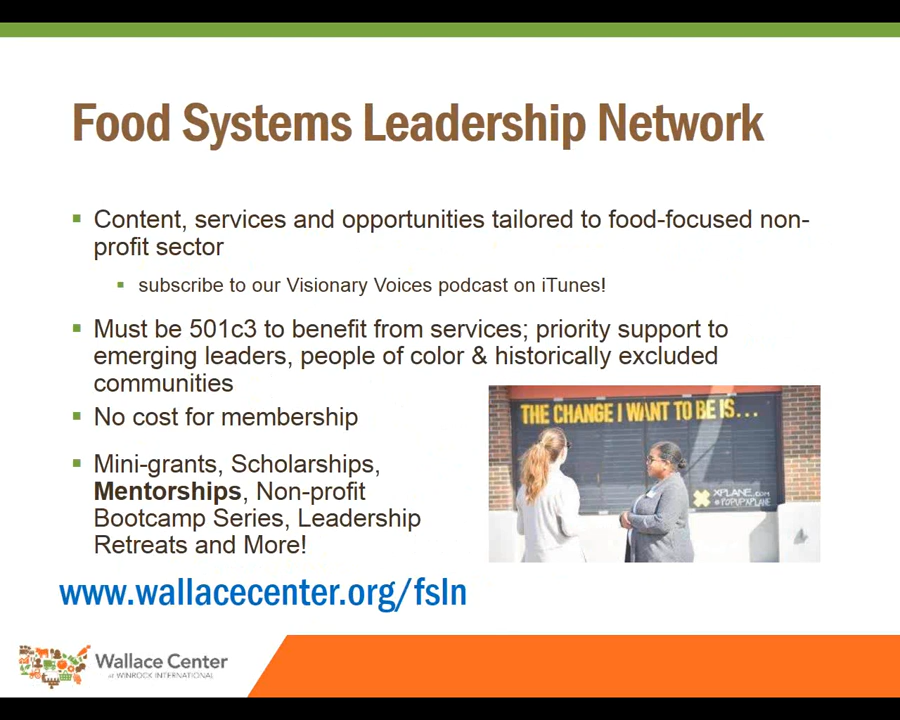 Food Systems Leadership Network
Content, services and opportunities tailored to food-focused non-
profit sector
subscribe to our Visionary Voices podcast on iTunes!
Must be 501c3 to benefit from services; priority support to
emerging leaders, people of color & historically excluded
communities
No cost for membership
Mini-grants, Scholarships,
Mentorships, Non-profit
Bootcamp Series, Leadership
Retreats and More!
THE CHANGE I WANT TO BE IS...
XPLANE.COM
@POPUPXPLANE
www.wallacecenter.org/fsln
Wallace Center
at WINROCK INTERNATIONAL